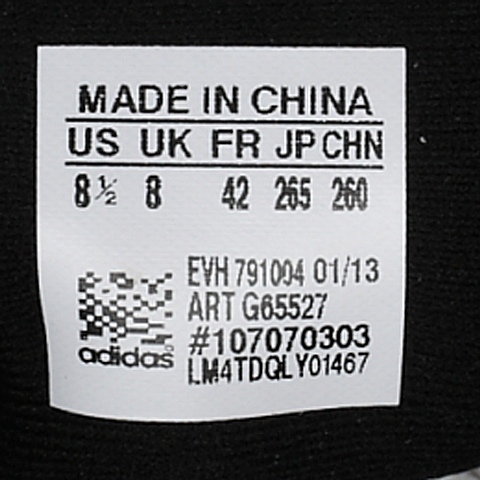 MADE IN CHINA
US UK FR JP CHN
8½ 8 42 265 260
EVH 791004 01/13
ART G65527
#107070303
adidas
LM4TDQLY01467